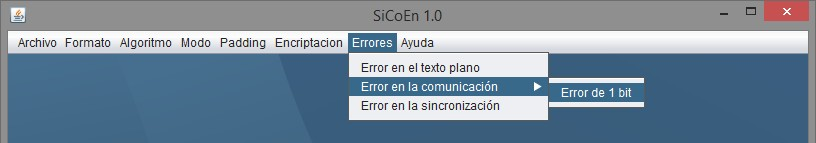 SiCoEn 1.0
Archivo Formato Algoritmo Modo Padding Encriptacion Errores Ayuda
Error en el texto plano
Error en la comunicación
Error de 1 bit
Error en la sincronización